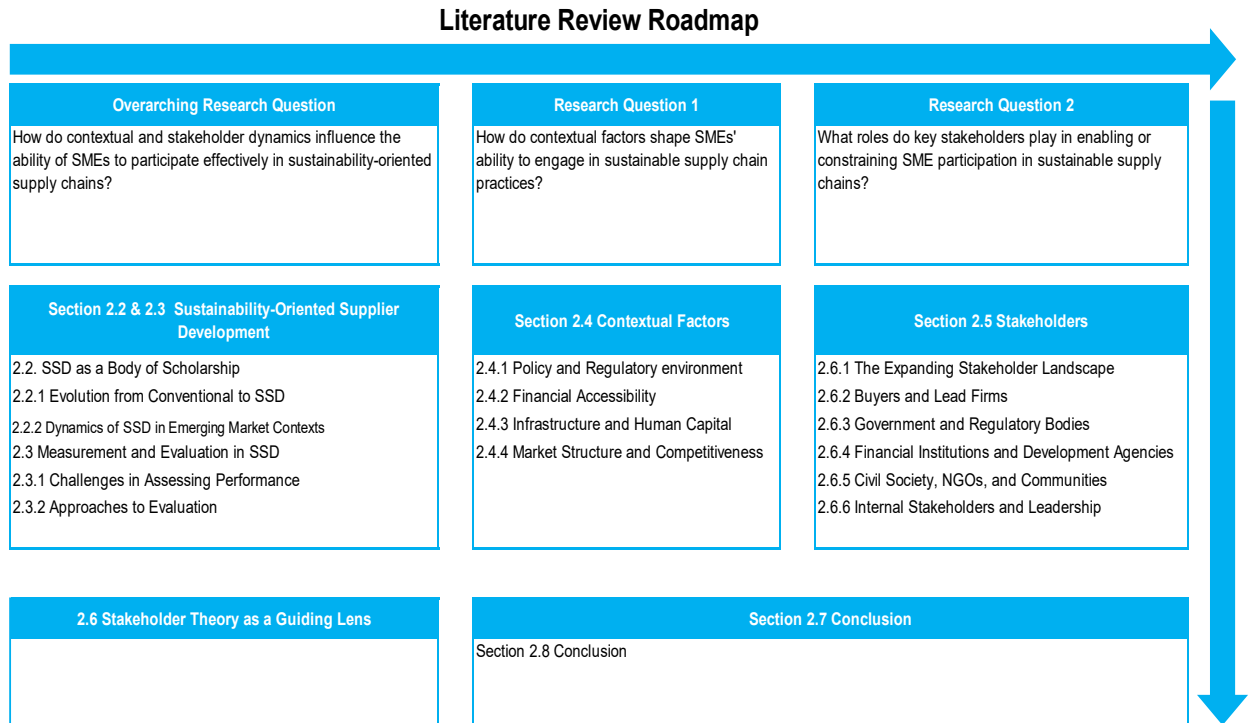 Literature Review Roadmap
Overarching Research Question
How do contextual and stakeholder dynamics influence the
ability of SMEs to participate effectively in sustainability-oriented
supply chains?
Research Question 1
How do contextual factors shape SMEs'
ability to engage in sustainable supply chain
practices?
Research Question 2
What roles do key stakeholders play in enabling or
constraining SME participation in sustainable supply
chains?
Section 2.2 & 2.3  Sustainability-Oriented Supplier
Development
2.2. SSD as a Body of Scholarship
2.2.1 Evolution from Conventional to SSD
2.2.2 Dynamics of SSD in Emerging Market Contexts
2.3 Measurement and Evaluation in SSD
2.3.1 Challenges in Assessing Performance
2.3.2 Approaches to Evaluation
Section 2.4 Contextual Factors
2.4.1 Policy and Regulatory environment
2.4.2 Financial Accessibility
2.4.3 Infrastructure and Human Capital
2.4.4 Market Structure and Competitiveness
Section 2.5 Stakeholders
2.6.1 The Expanding Stakeholder Landscape
2.6.2 Buyers and Lead Firms
2.6.3 Government and Regulatory Bodies
2.6.4 Financial Institutions and Development Agencies
2.6.5 Civil Society, NGOs, and Communities
2.6.6 Internal Stakeholders and Leadership
2.6 Stakeholder Theory as a Guiding Lens
Section 2.7 Conclusion
Section 2.8 Conclusion